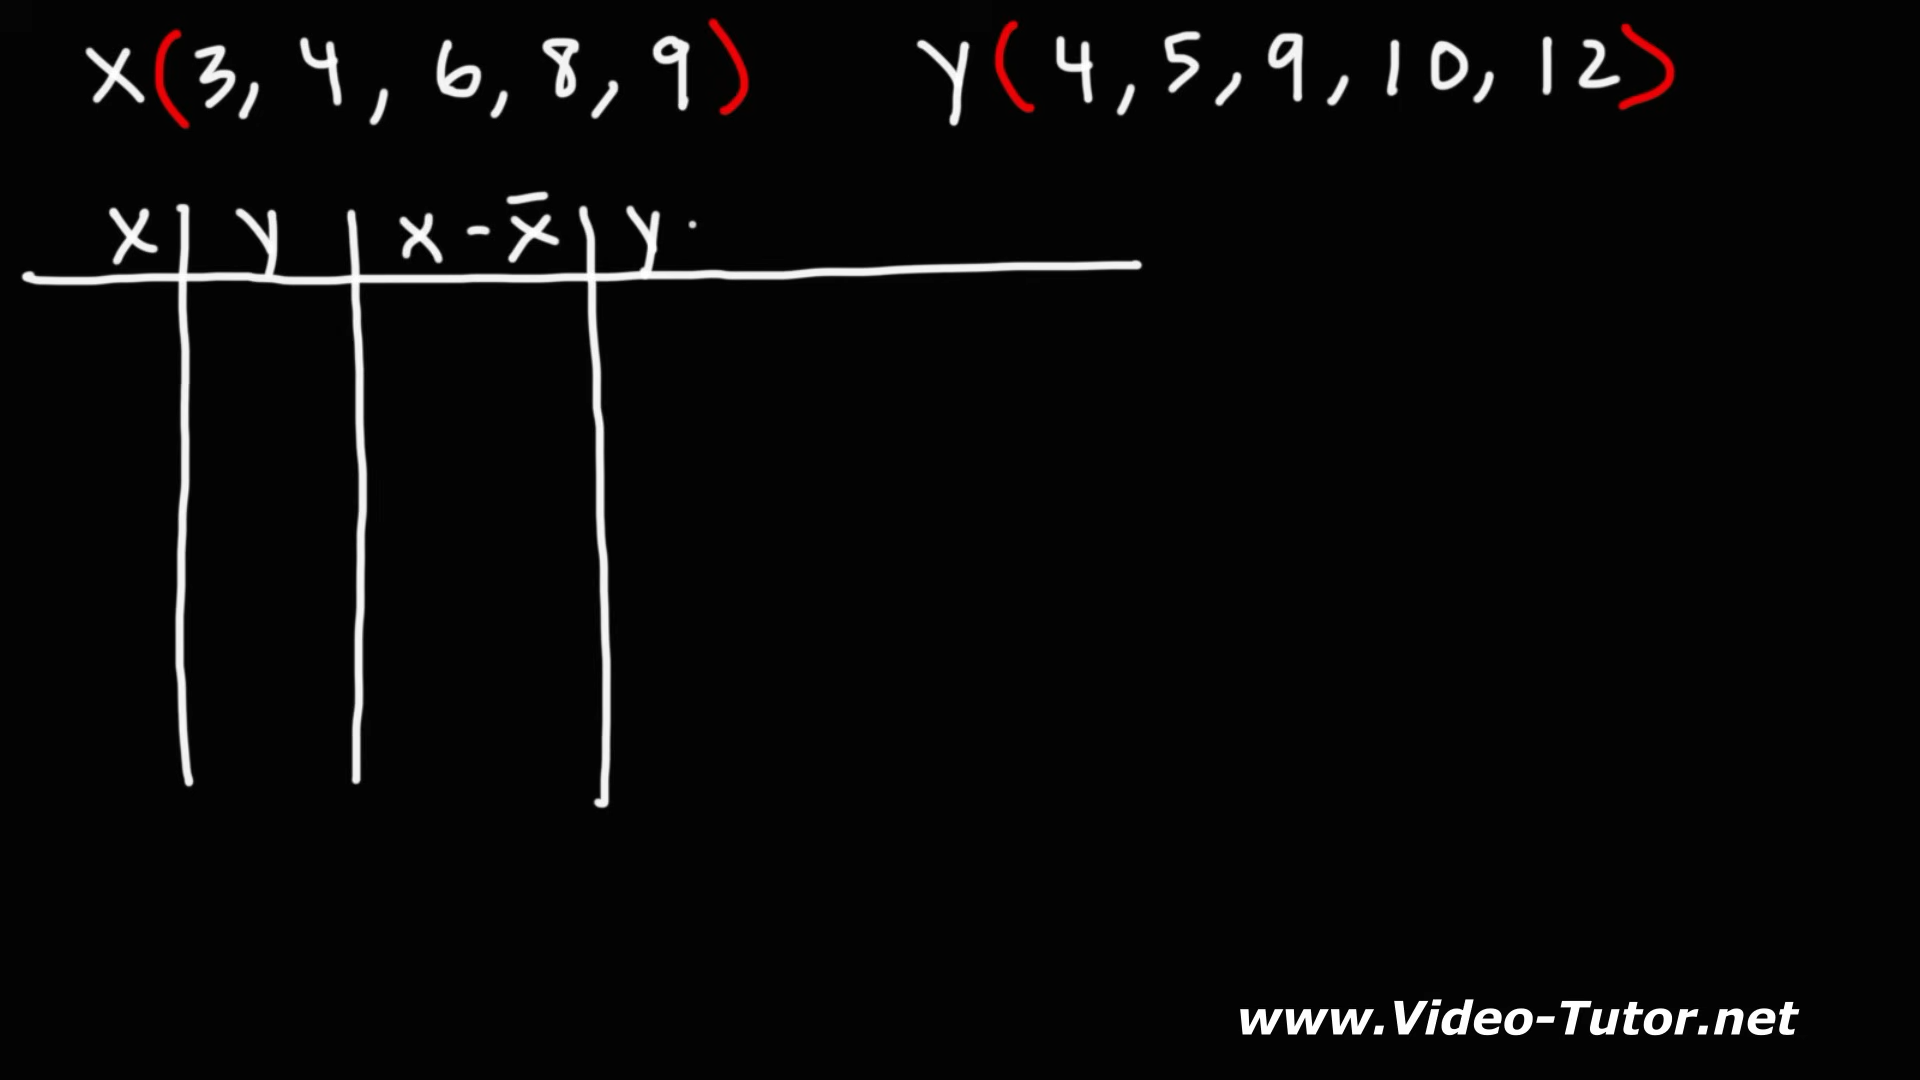 X(3, 4, 6, 8, 9) Y(4, 5, 9, 10, 12)
X Y X - X̄ Y
www.Video-Tutor.net